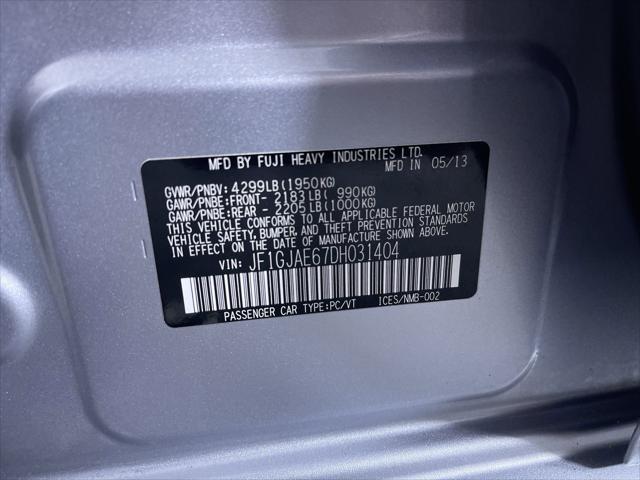 MFD BY FUJI HEAVY INDUSTRIES LTD.
MFD IN 05/13
GVWR/PNBV: 4299LB(1950KG)
GAWR/PNBE:FRONT- 2183LB( 990KG)
GAWR/PNBE:REAR - 2205LB(1000KG)
THIS VEHICLE CONFORMS TO ALL APPLICABLE FEDERAL MOTOR
VEHICLE SAFETY,BUMPER,AND THEFT PREVENTION STANDARDS
IN EFFECT ON THE DATE OF MANUFACTURE SHOWN ABOVE.
VIN: JF1GJAE67DH031404
PASSENGER CAR TYPE:PC/VT ICES/NMB-002